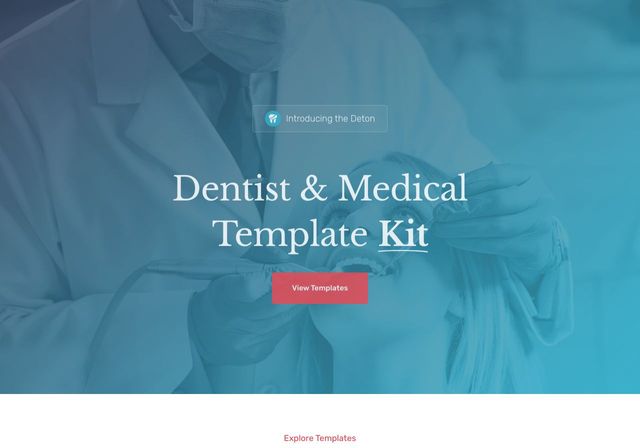 Introducing the Deton
Dentist & Medical
Template Kit
View Templates
Explore Templates